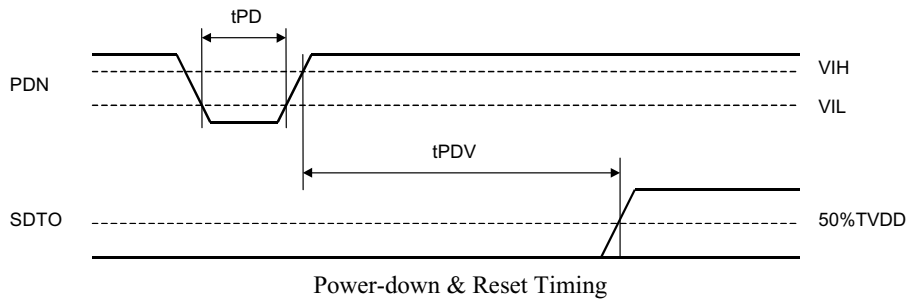 tPD
PDN
VIH
VIL
tPDV
SDTO
50%TVDD
Power-down & Reset Timing